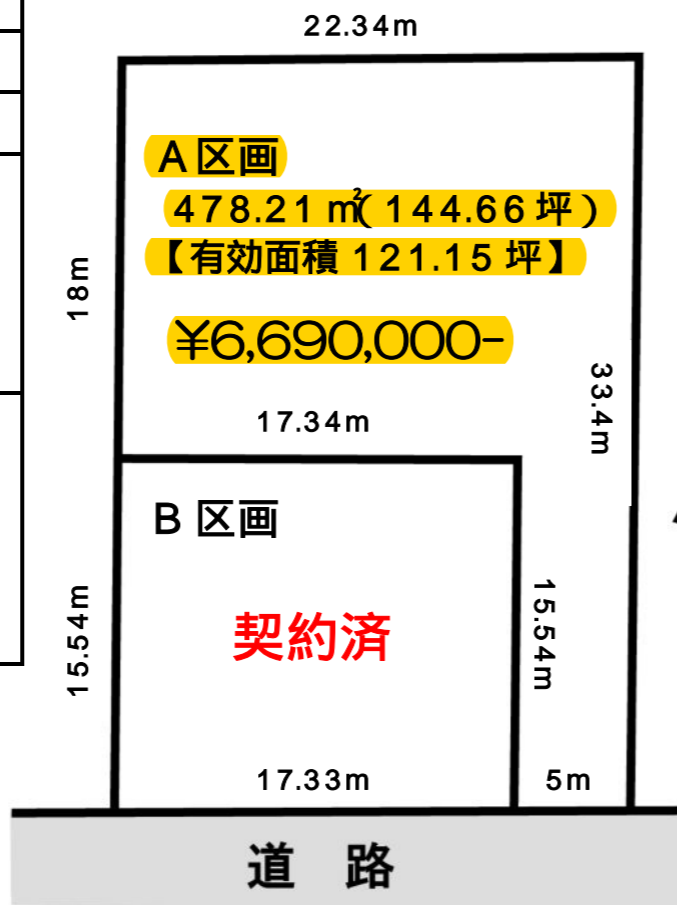 22.34m
A区画
478.21㎡(144.66坪)
【有効面積121.15坪】
¥6,690,000-
18m
33.4m
17.34m
B区画
契約済
15.54m
15.54m
17.33m
5m
道 路